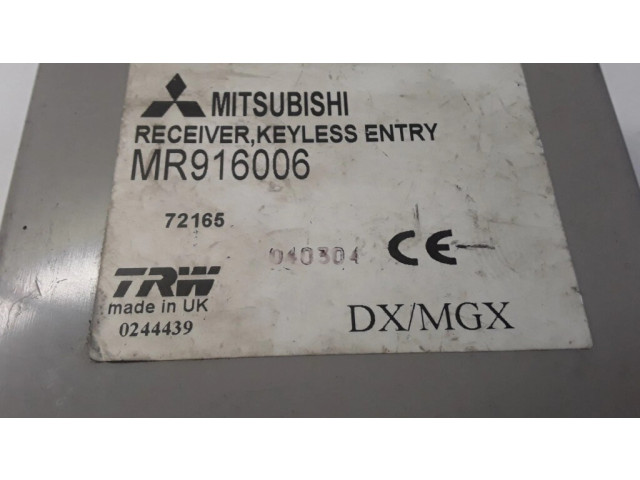 MITSUBISHI
RECEIVER,KEYLESS ENTRY
MR916006
72165
040304 CE
TRW
made in UK
0244439
DX/MGX